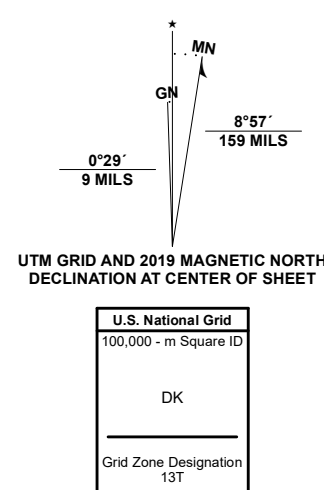 MN
GN
8°57´
159 MILS
0°29´
9 MILS
UTM GRID AND 2019 MAGNETIC NORTH
DECLINATION AT CENTER OF SHEET
U.S. National Grid
100,000 - m Square ID
DK
Grid Zone Designation
13T